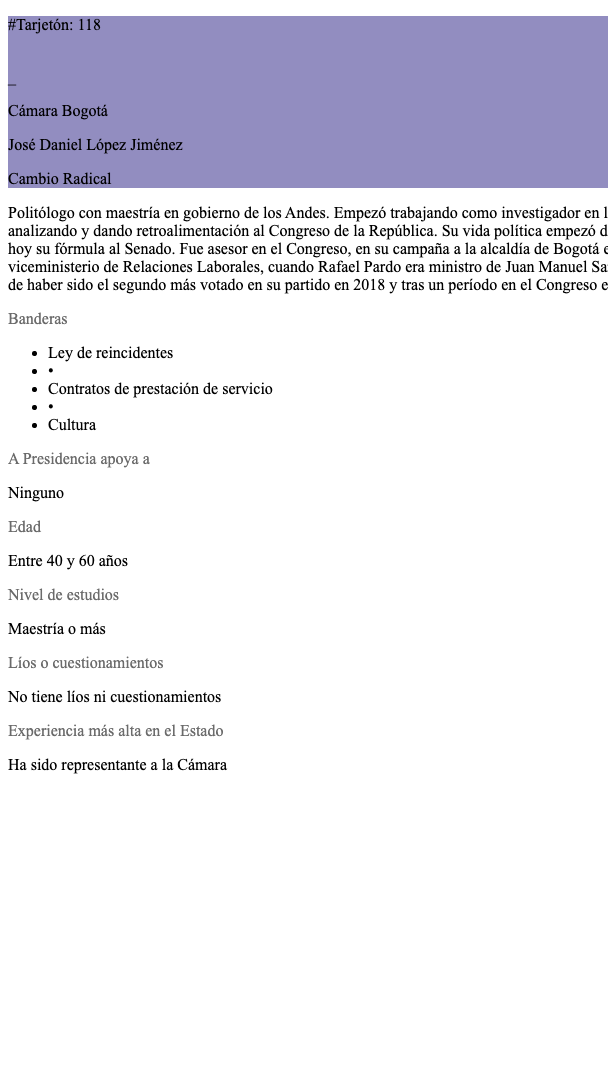 #Tarjetón: 118
_
Cámara Bogotá
José Daniel López Jiménez
Cambio Radical
Politólogo con maestría en gobierno de los Andes. Empezó trabajando como investigador en l
analizando y dando retroalimentación al Congreso de la República. Su vida política empezó d
hoy su fórmula al Senado. Fue asesor en el Congreso, en su campaña a la alcaldía de Bogotá e
viceministerio de Relaciones Laborales, cuando Rafael Pardo era ministro de Juan Manuel Sa
de haber sido el segundo más votado en su partido en 2018 y tras un período en el Congreso e
Banderas
• Ley de reincidentes
• •
• Contratos de prestación de servicio
• •
• Cultura
A Presidencia apoya a
Ninguno
Edad
Entre 40 y 60 años
Nivel de estudios
Maestría o más
Líos o cuestionamientos
No tiene líos ni cuestionamientos
Experiencia más alta en el Estado
Ha sido representante a la Cámara